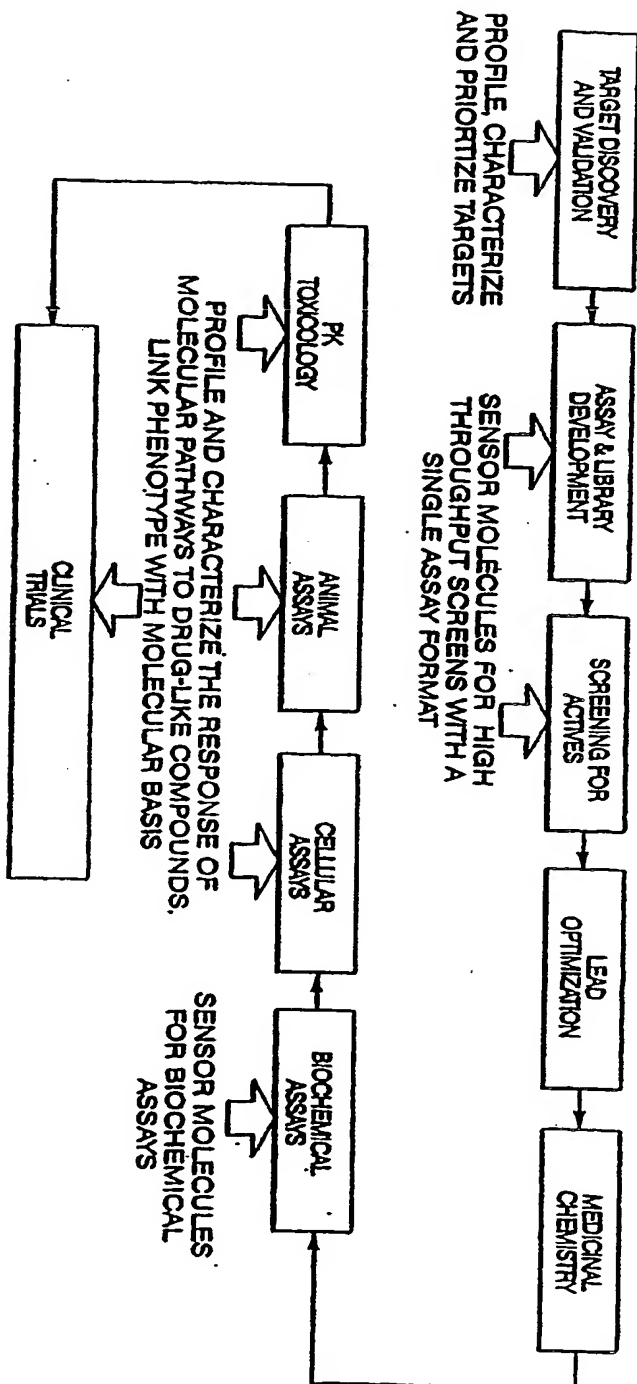 TARGET DISCOVERY
AND VALIDATION
ASSAY & LIBRARY
DEVELOPMENT
SCREENING FOR
ACTIVES
LEAD
OPTIMIZATION
MEDICINAL
CHEMISTRY
PROFILE, CHARACTERIZE
AND PRIORTIZE TARGETS
SENSOR MOLECULES FOR HIGH
THROUGHPUT SCREENS WITH A
SINGLE ASSAY FORMAT
PK
TOXICOLOGY
ANIMAL
ASSAYS
CELLULAR
ASSAYS
BIOCHEMICAL
ASSAYS
PROFILE AND CHARACTERIZE THE RESPONSE OF
MOLECULAR PATHWAYS TO DRUG-LIKE COMPOUNDS,
LINK PHENOTYPE WITH MOLECULAR BASIS
SENSOR MOLECULES
FOR BIOCHEMICAL
ASSAYS
CLINICAL
TRIALS